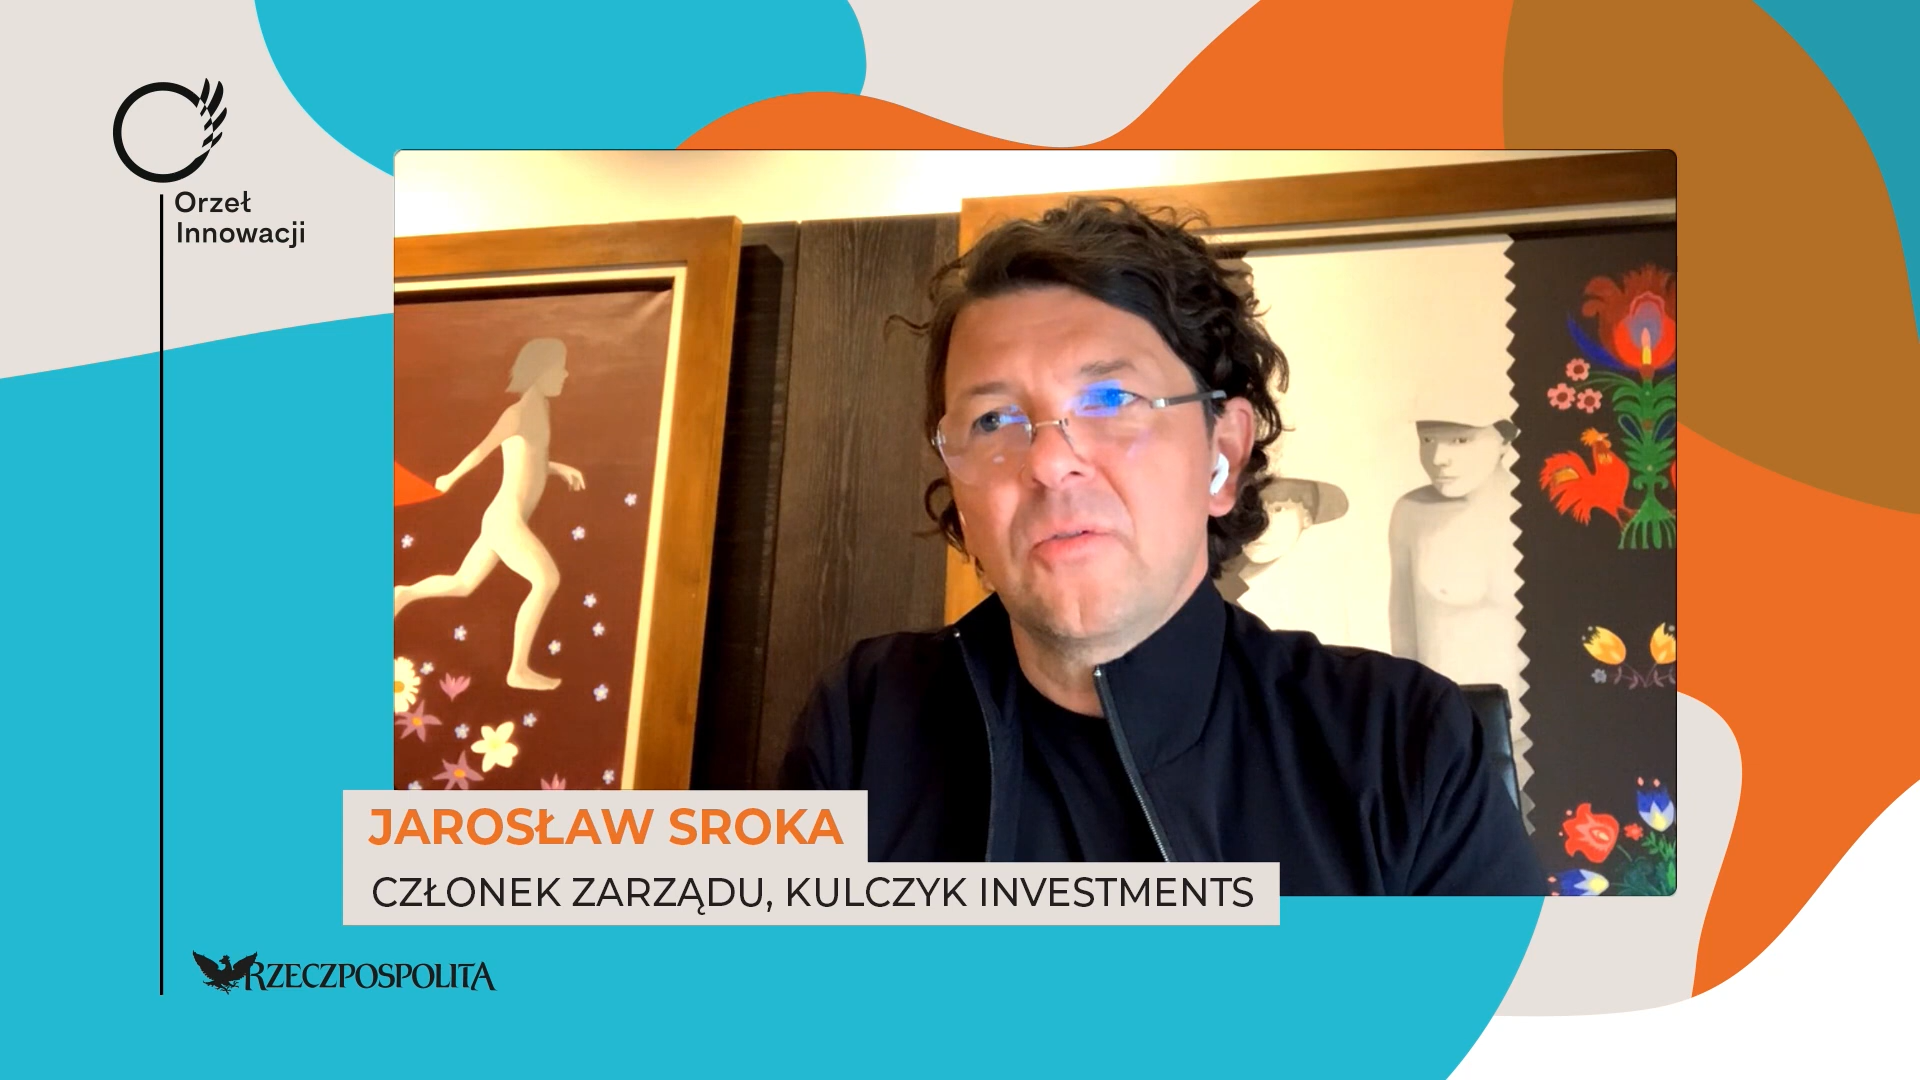 Orzeł
Innowacji
JAROSŁAW SROKA
CZŁONEK ZARZĄDU, KULCZYK INVESTMENTS
RZECZPOSPOLITA